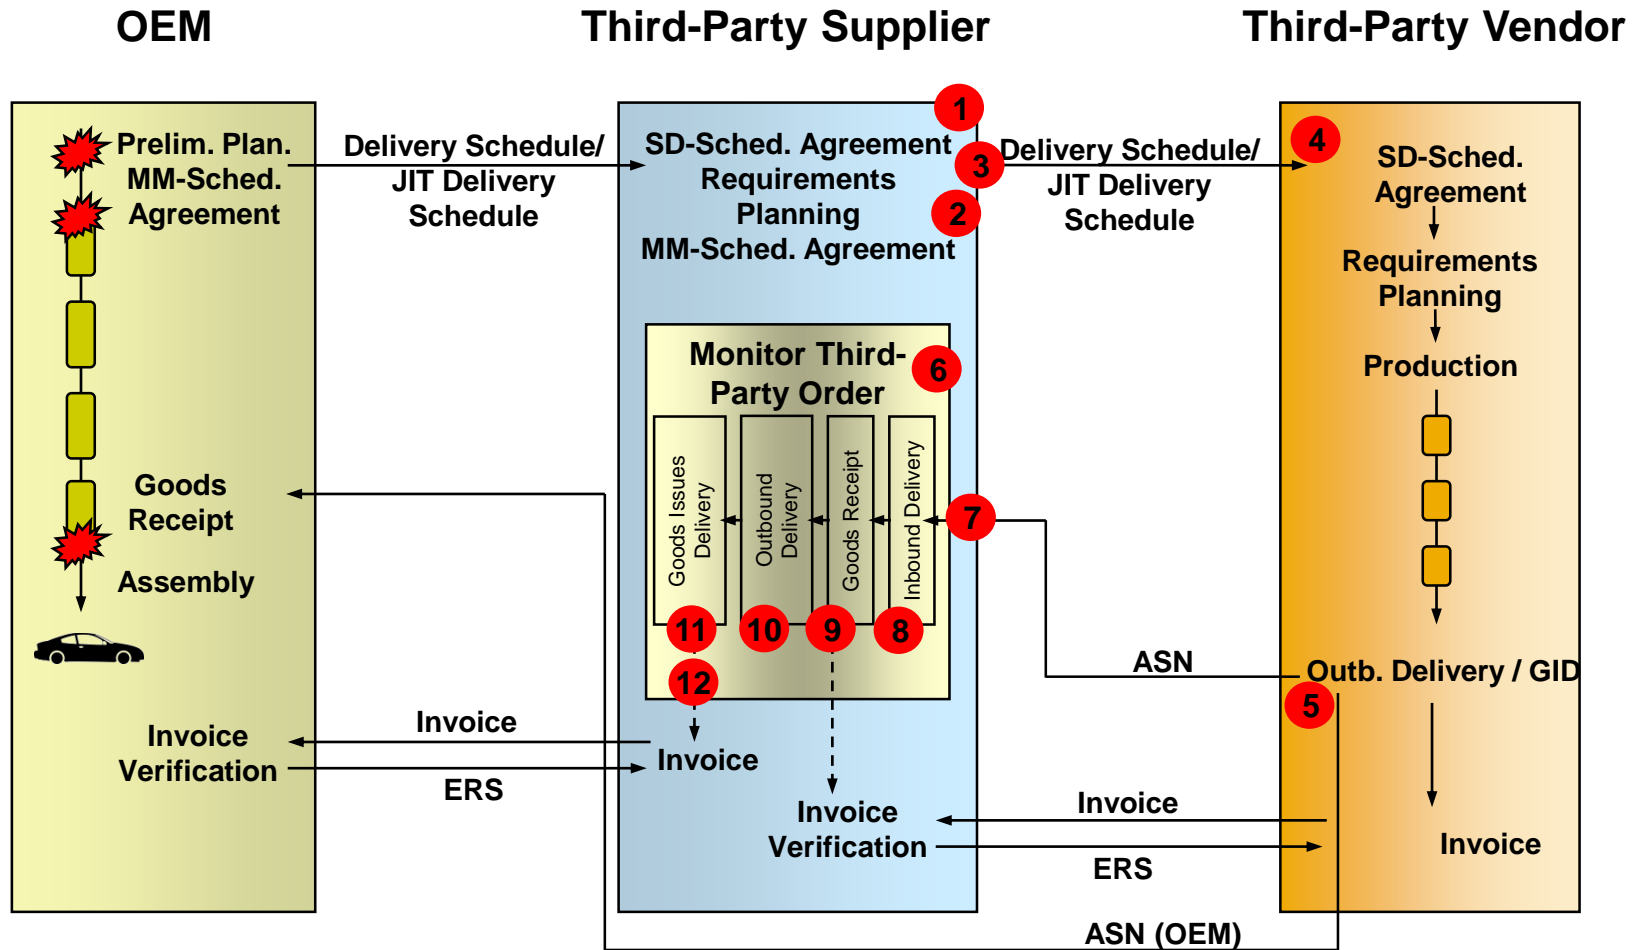 OEM
Third-Party Supplier
Third-Party Vendor
Prelim. Plan.
MM-Sched.
Agreement
Delivery Schedule/
JIT Delivery
Schedule
1
SD-Sched. Agreement
Requirements
Planning
MM-Sched. Agreement
3
2
Delivery Schedule/
JIT Delivery
Schedule
4
SD-Sched.
Agreement
Requirements
Planning
Production
Monitor Third-
Party Order
6
Goods Issues
Delivery
Outbound
Delivery
Goods Receipt
Inbound Delivery
7
11
10
9
8
12
Goods
Receipt
Assembly
ASN
Outb. Delivery / GID
5
Invoice
Verification
Invoice
ERS
Invoice
Invoice
Verification
Invoice
ERS
Invoice
ASN (OEM)